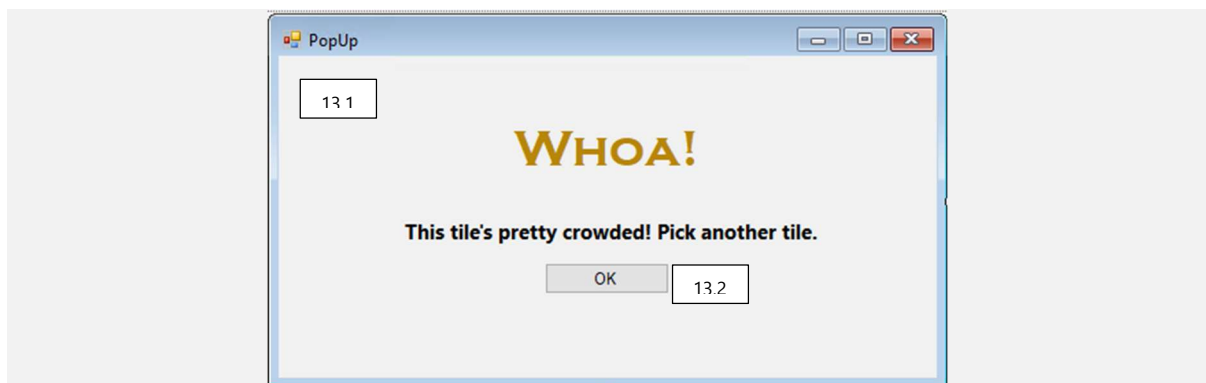 PopUp
13.1
WHOA!
This tile's pretty crowded! Pick another tile.
OK
13.2